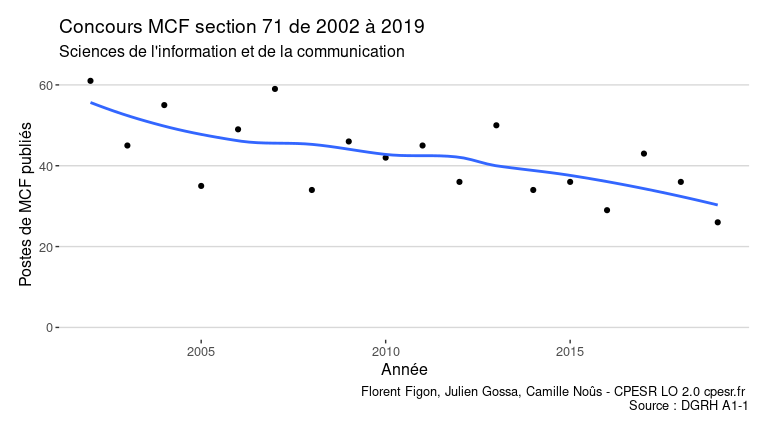 Concours MCF section 71 de 2002 à 2019
Sciences de l'information et de la communication
60
40
20
0
Postes de MCF publiés
2005
2010
2015
Année
Florent Figon, Julien Gossa, Camille Noûs - CPESR LO 2.0 cpesr.fr
Source : DGRH A1-1